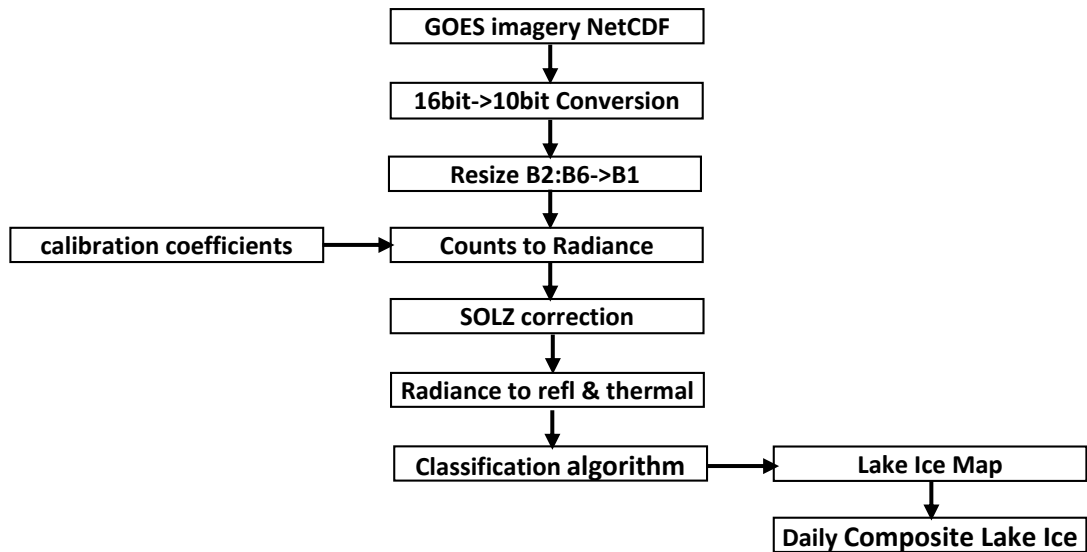 GOES imagery NetCDF
16bit->10bit Conversion
Resize B2:B6->B1
calibration coefficients
Counts to Radiance
SOLZ correction
Radiance to refl & thermal
Classification algorithm
Lake Ice Map
Daily Composite Lake Ice